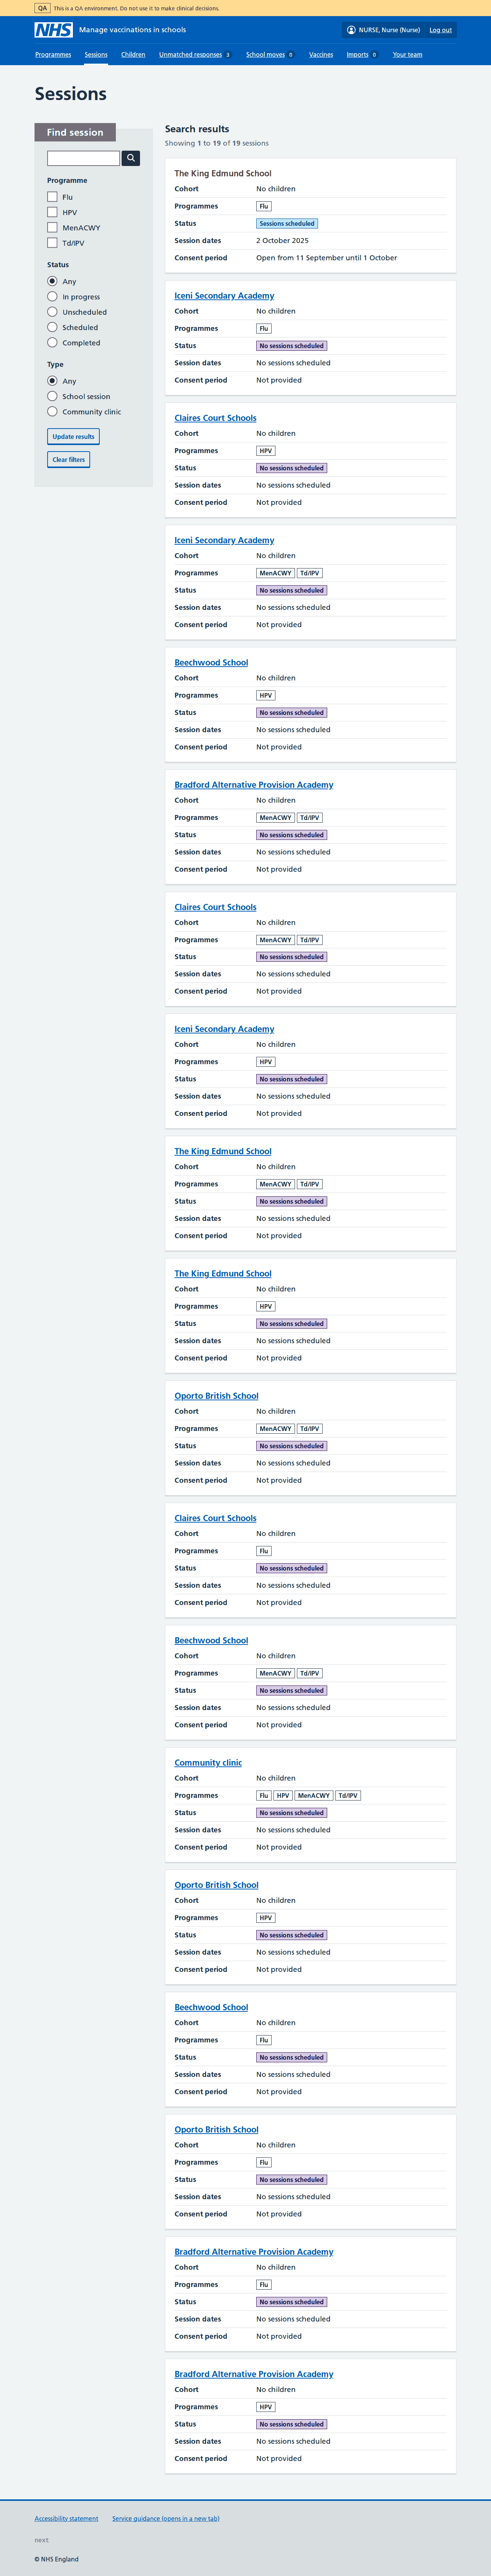 QA This is a QA environment. Do not use it to make clinical decisions.
NHS Manage vaccinations in schools NURSE, Nurse (Nurse) Log out
Programmes Sessions Children Unmatched responses 3 School moves 0 Vaccines Imports 0 Your team
Sessions
Find session
Programme
Flu
HPV
MenACWY
Td/IPV
Status
Any
In progress
Unscheduled
Scheduled
Completed
Type
Any
School session
Community clinic
Update results
Clear filters
Search results
Showing 1 to 19 of 19 sessions
The King Edmund School
Cohort No children
Programmes Flu
Status Sessions scheduled
Session dates 2 October 2025
Consent period Open from 11 September until 1 October
Iceni Secondary Academy
Cohort No children
Programmes Flu
Status No sessions scheduled
Session dates No sessions scheduled
Consent period Not provided
Claires Court Schools
Cohort No children
Programmes HPV
Status No sessions scheduled
Session dates No sessions scheduled
Consent period Not provided
Iceni Secondary Academy
Cohort No children
Programmes MenACWY Td/IPV
Status No sessions scheduled
Session dates No sessions scheduled
Consent period Not provided
Beechwood School
Cohort No children
Programmes HPV
Status No sessions scheduled
Session dates No sessions scheduled
Consent period Not provided
Bradford Alternative Provision Academy
Cohort No children
Programmes MenACWY Td/IPV
Status No sessions scheduled
Session dates No sessions scheduled
Consent period Not provided
Claires Court Schools
Cohort No children
Programmes MenACWY Td/IPV
Status No sessions scheduled
Session dates No sessions scheduled
Consent period Not provided
Iceni Secondary Academy
Cohort No children
Programmes HPV
Status No sessions scheduled
Session dates No sessions scheduled
Consent period Not provided
The King Edmund School
Cohort No children
Programmes MenACWY Td/IPV
Status No sessions scheduled
Session dates No sessions scheduled
Consent period Not provided
The King Edmund School
Cohort No children
Programmes HPV
Status No sessions scheduled
Session dates No sessions scheduled
Consent period Not provided
Oporto British School
Cohort No children
Programmes MenACWY Td/IPV
Status No sessions scheduled
Session dates No sessions scheduled
Consent period Not provided
Claires Court Schools
Cohort No children
Programmes Flu
Status No sessions scheduled
Session dates No sessions scheduled
Consent period Not provided
Beechwood School
Cohort No children
Programmes MenACWY Td/IPV
Status No sessions scheduled
Session dates No sessions scheduled
Consent period Not provided
Community clinic
Cohort No children
Programmes Flu HPV MenACWY Td/IPV
Status No sessions scheduled
Session dates No sessions scheduled
Consent period Not provided
Oporto British School
Cohort No children
Programmes HPV
Status No sessions scheduled
Session dates No sessions scheduled
Consent period Not provided
Beechwood School
Cohort No children
Programmes Flu
Status No sessions scheduled
Session dates No sessions scheduled
Consent period Not provided
Oporto British School
Cohort No children
Programmes Flu
Status No sessions scheduled
Session dates No sessions scheduled
Consent period Not provided
Bradford Alternative Provision Academy
Cohort No children
Programmes Flu
Status No sessions scheduled
Session dates No sessions scheduled
Consent period Not provided
Bradford Alternative Provision Academy
Cohort No children
Programmes HPV
Status No sessions scheduled
Session dates No sessions scheduled
Consent period Not provided
Accessibility statement Service guidance (opens in a new tab)
next
© NHS England